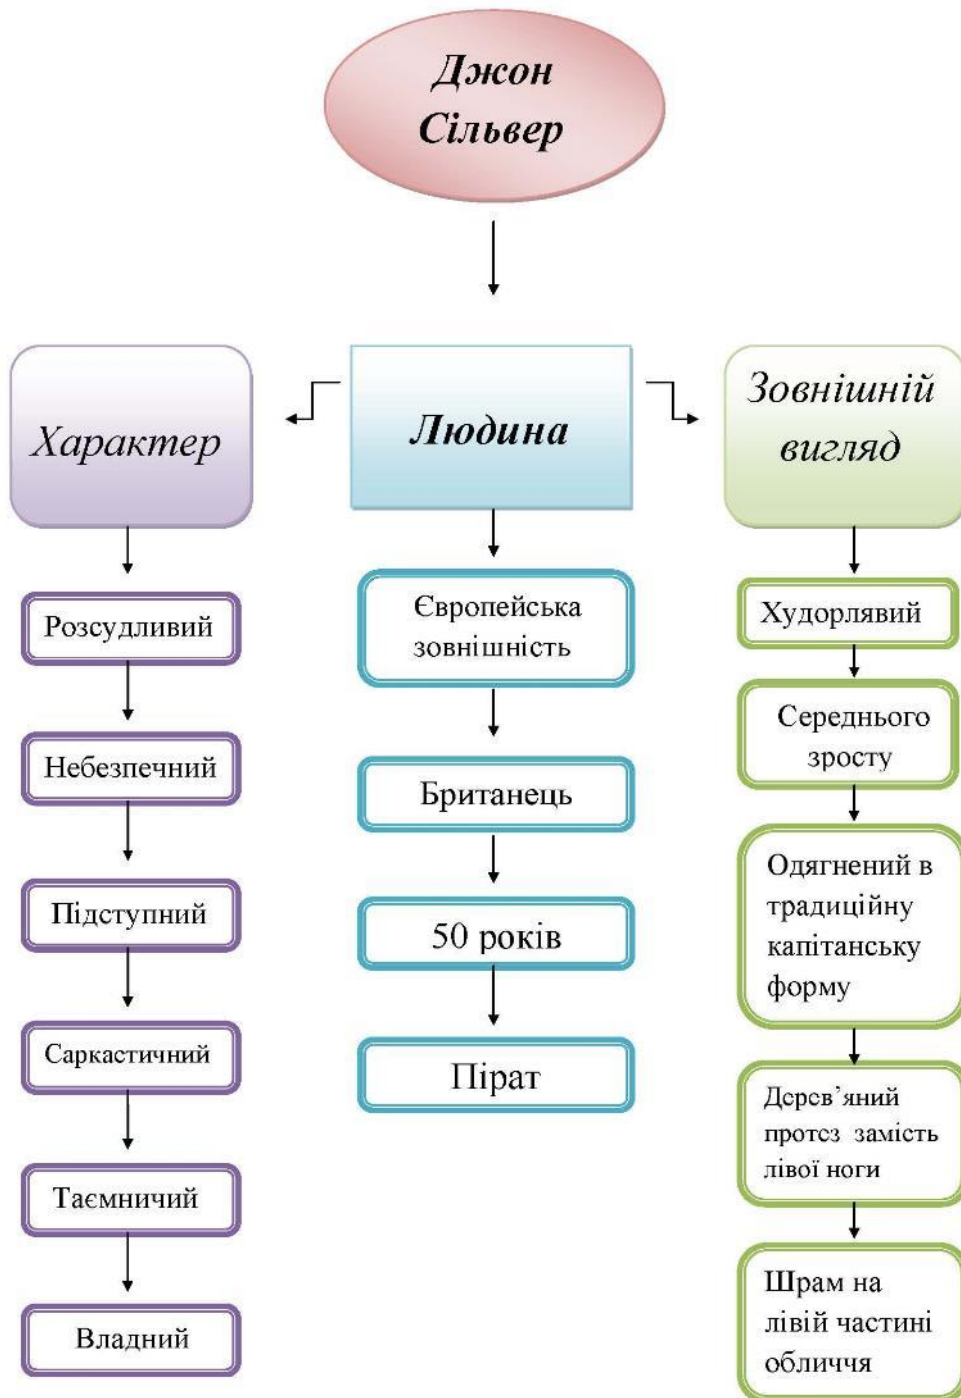 Джон
Сільвер
Характер
Людина
Зовнішній
вигляд
Розсудливий
Небезпечний
Підступний
Саркастичний
Таємничий
Владний
Європейська
зовнішність
Британець
50 років
Пірат
Худорлявий
Середнього
зросту
Одягнений в
традиційну
капітанську
форму
Дерев’яний
протез замість
лівої ноги
Шрам на
лівій частині
обличчя